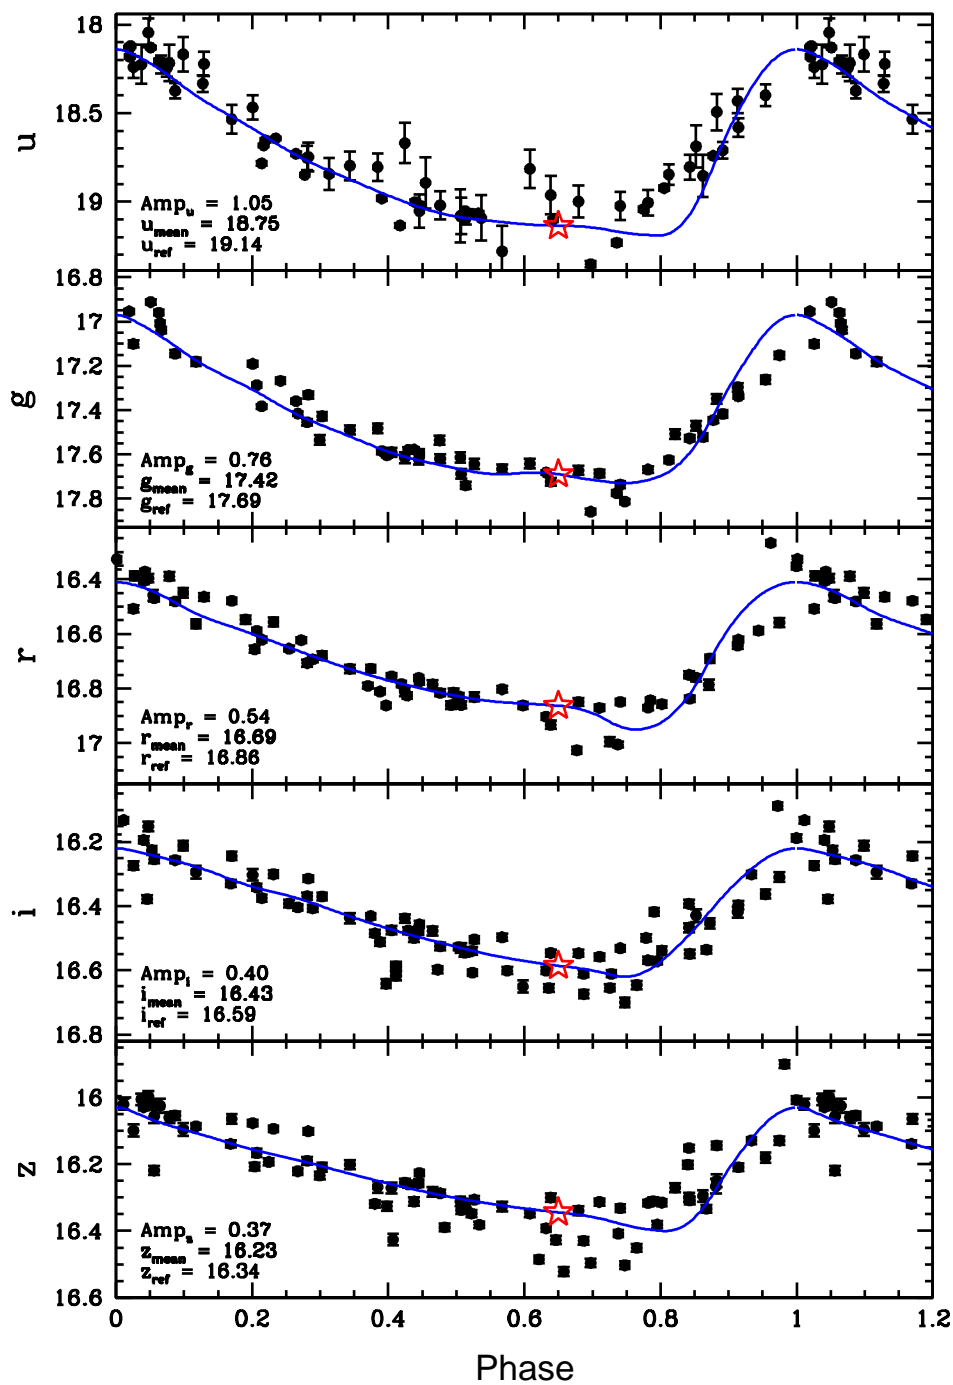 18
18.5
19
u
Amp_u = 1.05
u_mean = 18.75
u_ref = 19.14
16.8
17
17.2
17.4
17.6
17.8
g
Amp_g = 0.76
g_mean = 17.42
g_ref = 17.69
16.4
16.6
16.8
17
r
Amp_r = 0.54
r_mean = 16.69
r_ref = 16.86
16.2
16.4
16.6
16.8
i
Amp_i = 0.40
i_mean = 16.43
i_ref = 16.59
16
16.2
16.4
16.6
z
Amp_z = 0.37
z_mean = 16.23
z_ref = 16.34
0 0.2 0.4 0.6 0.8 1 1.2
Phase